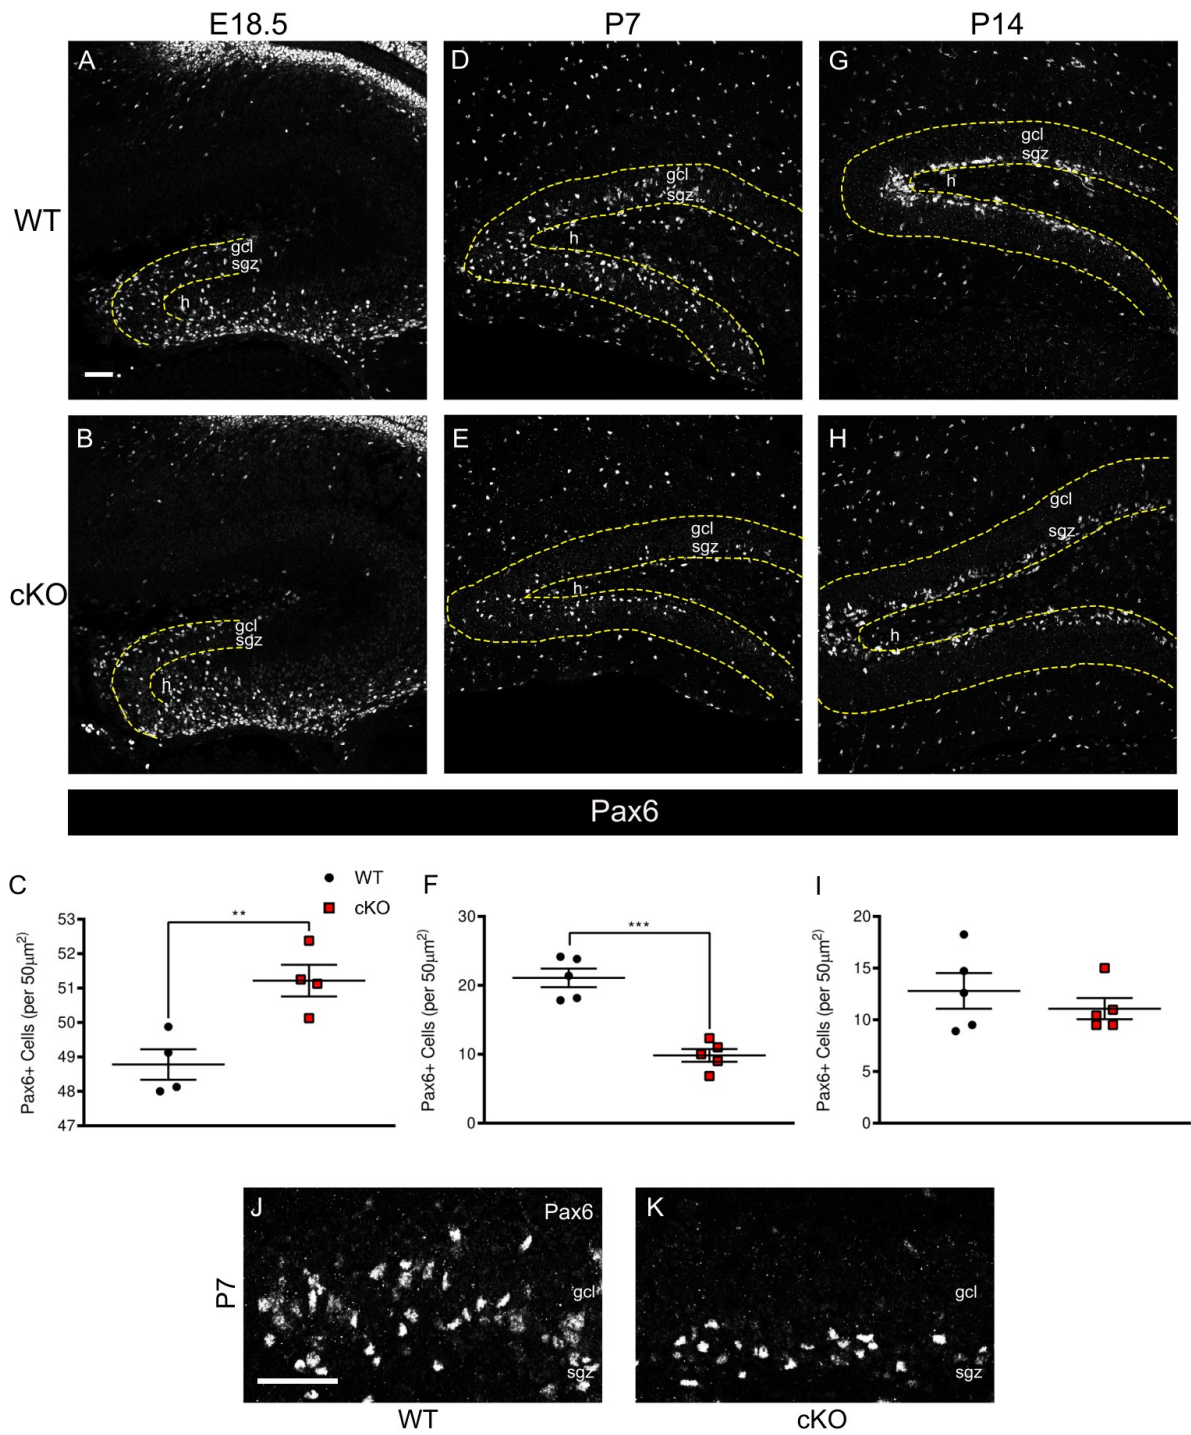 E18.5
P7
P14
WT
A
gcl
sgz
h
D
gcl
sgz
h
G
gcl
sgz
h
cKO
B
gcl
sgz
h
E
gcl
sgz
h
H
gcl
sgz
h
Pax6
C
WT
cKO
**
Pax6+ Cells (per 50μm²)
53
52
51
50
49
48
47
F
***
Pax6+ Cells (per 50μm²)
30
20
10
0
I
Pax6+ Cells (per 50μm²)
20
15
10
5
0
P7
J
Pax6
gcl
sgz
WT
K
gcl
sgz
cKO